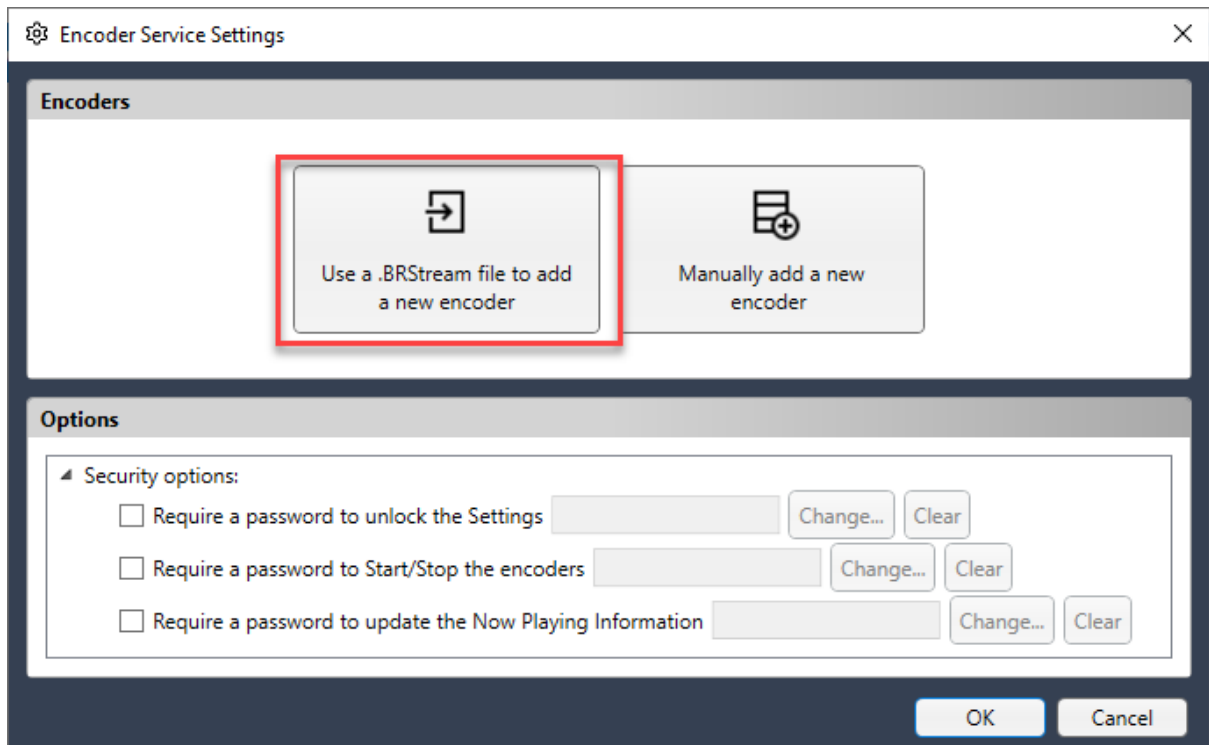 Encoder Service Settings
Encoders
Use a .BRStream file to add
a new encoder
Manually add a new
encoder
Options
Security options:
Require a password to unlock the Settings Change... Clear
Require a password to Start/Stop the encoders Change... Clear
Require a password to update the Now Playing Information Change... Clear
OK Cancel